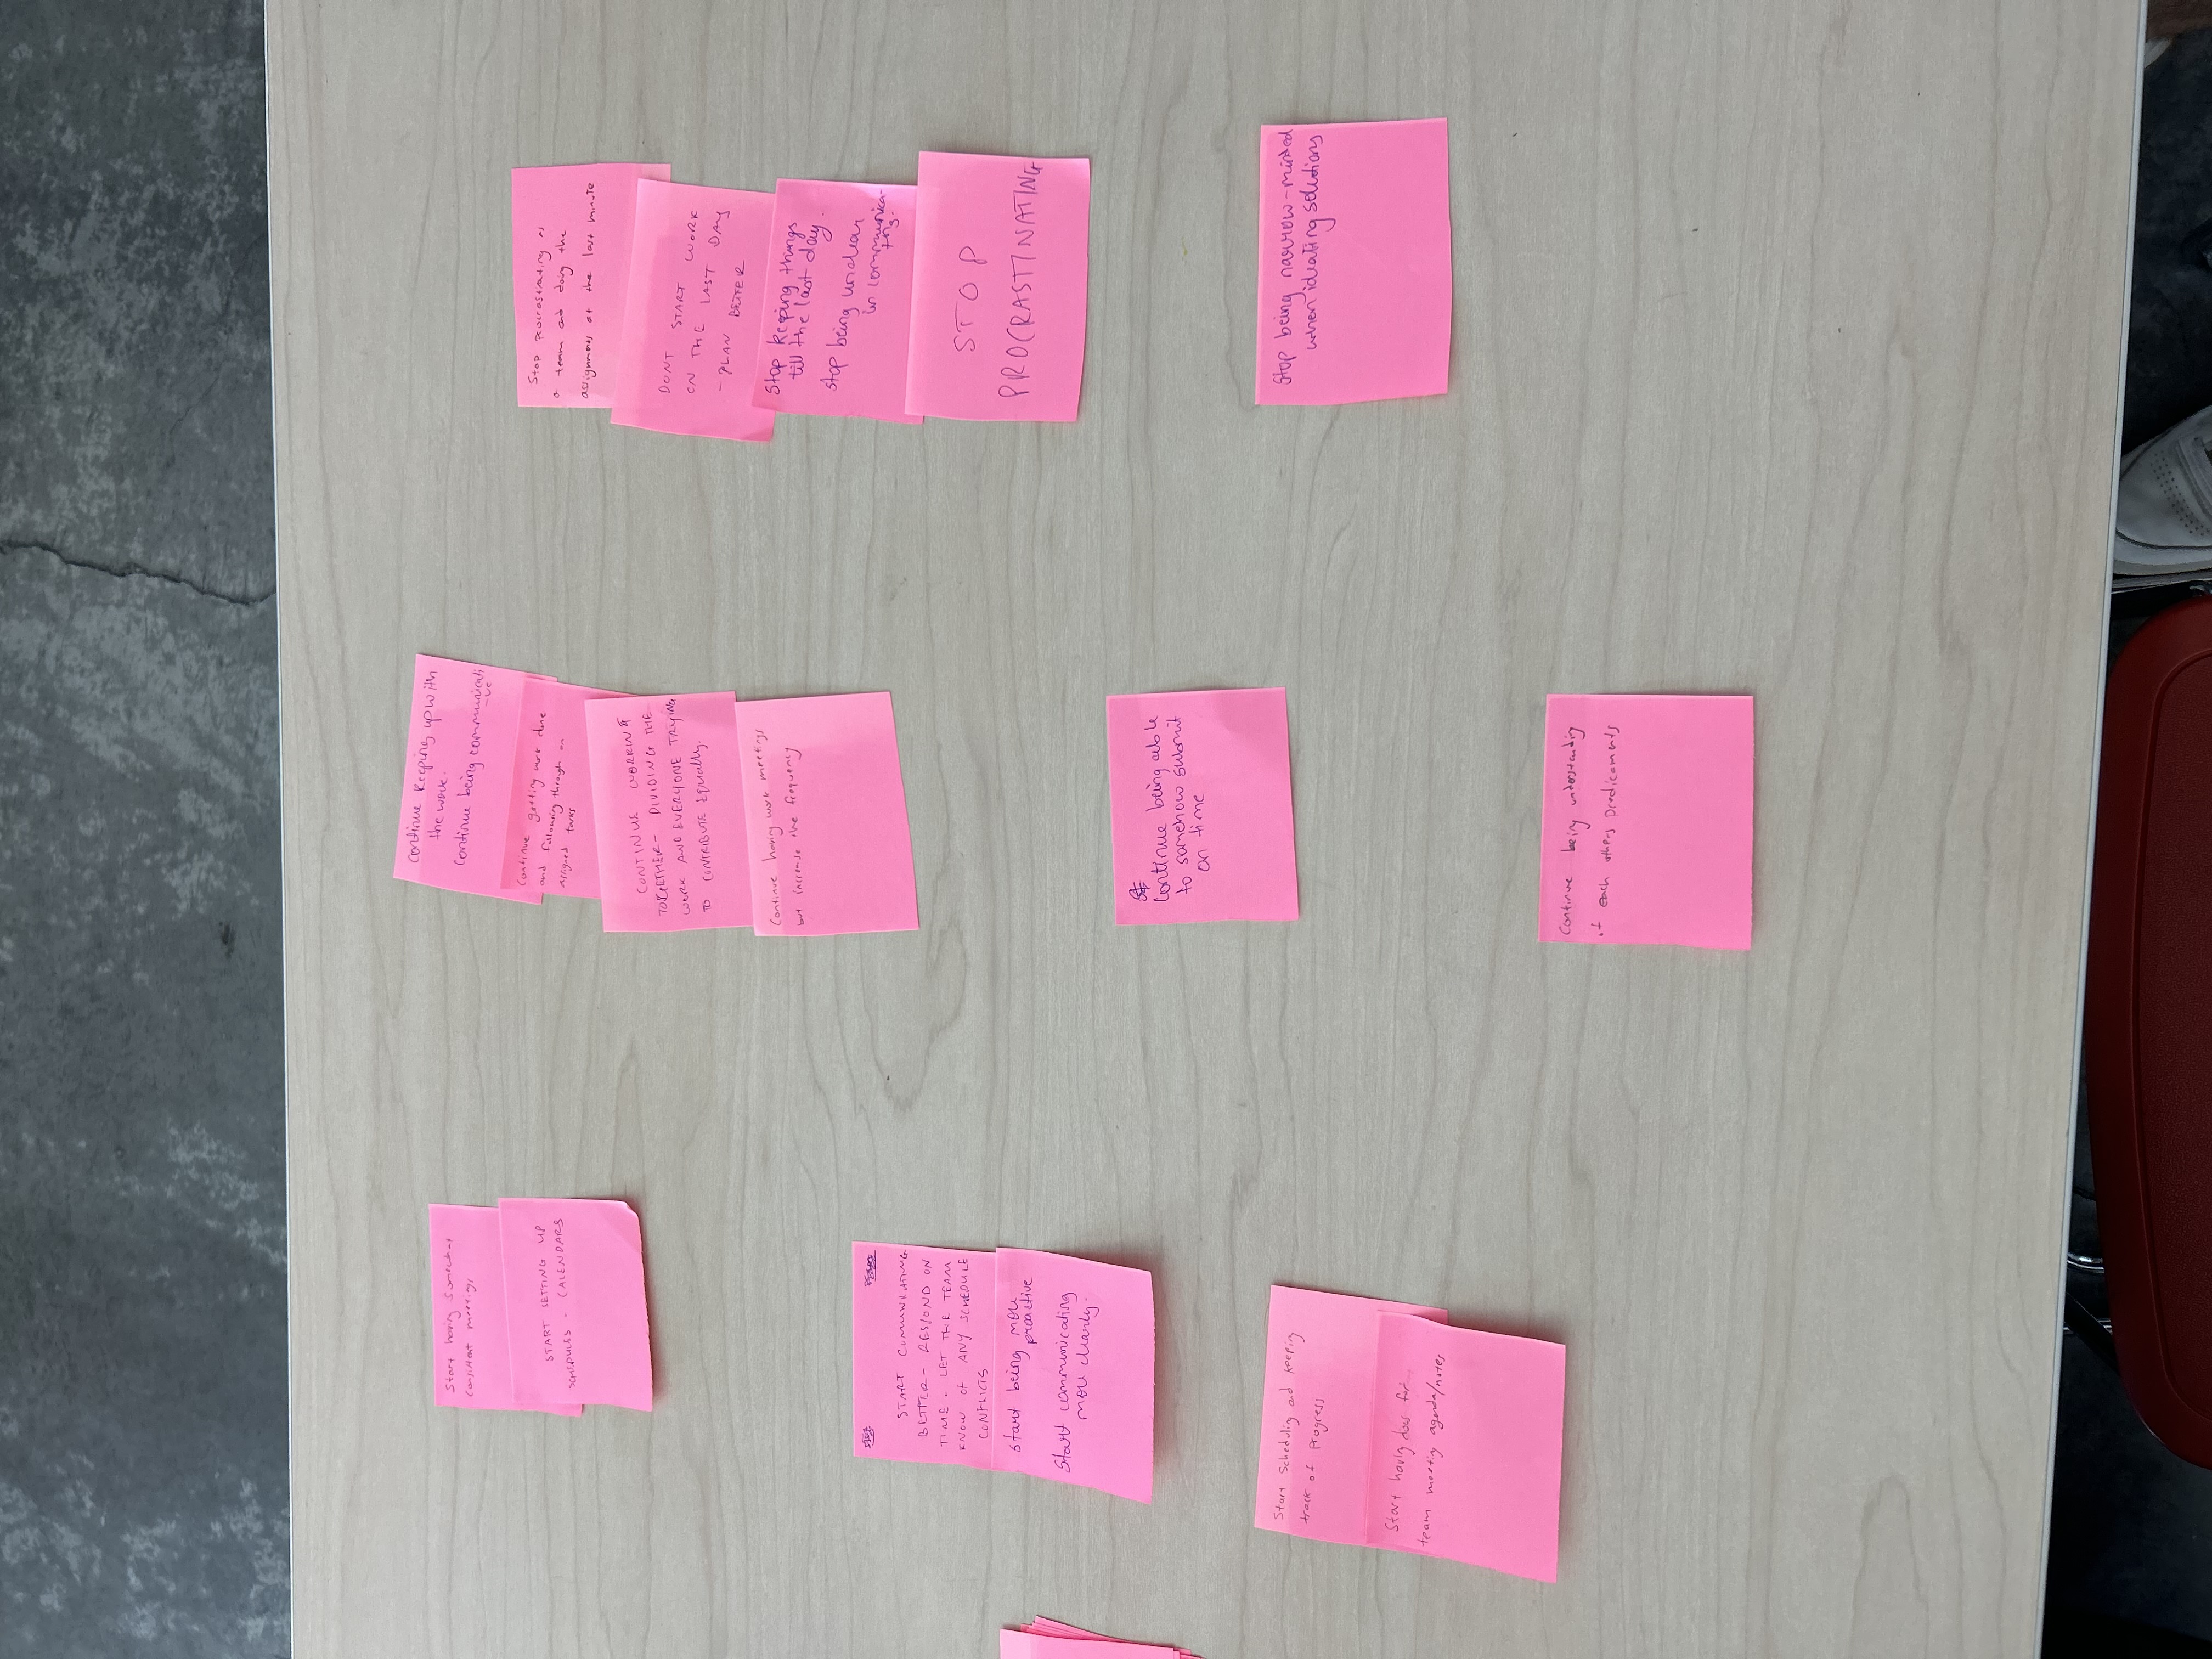 Start having somewhat
consistent meetings
START SETTING UP
SCHEDULES - CALENDARS
START COMMUNICATING
BETTER - RESPOND ON
TIME - LET THE TEAM
KNOW OF ANY SCHEDULE
CONFLICTS
Start being more
proactive
Start communicating
more clearly.
Start scheduling and keeping
track of progress
Start having docs for
team meeting agenda/notes
Continue keeping up with
the work.
Continue being communicati
-ve
Continue getting work done
and following through on
assigned tasks
CONTINUE WORKING
TOGETHER - DIVIDING THE
WORK AND EVERYONE TRYING
TO CONTRIBUTE Equally.
Continue having work meetings
but increase the frequency
Continue being able
to somehow submit
on time
Continue being understanding
of each others predicaments
Stop procrastinating as
a team and doing the
assignments at the last minute
DONT START WORK
ON THE LAST DAY
- PLAN BETTER
Stop keeping things
till the last day.
Stop being unclear
in communica-
STOP
PROCRASTINATING
Stop being narrow-minded
when ideating solutions